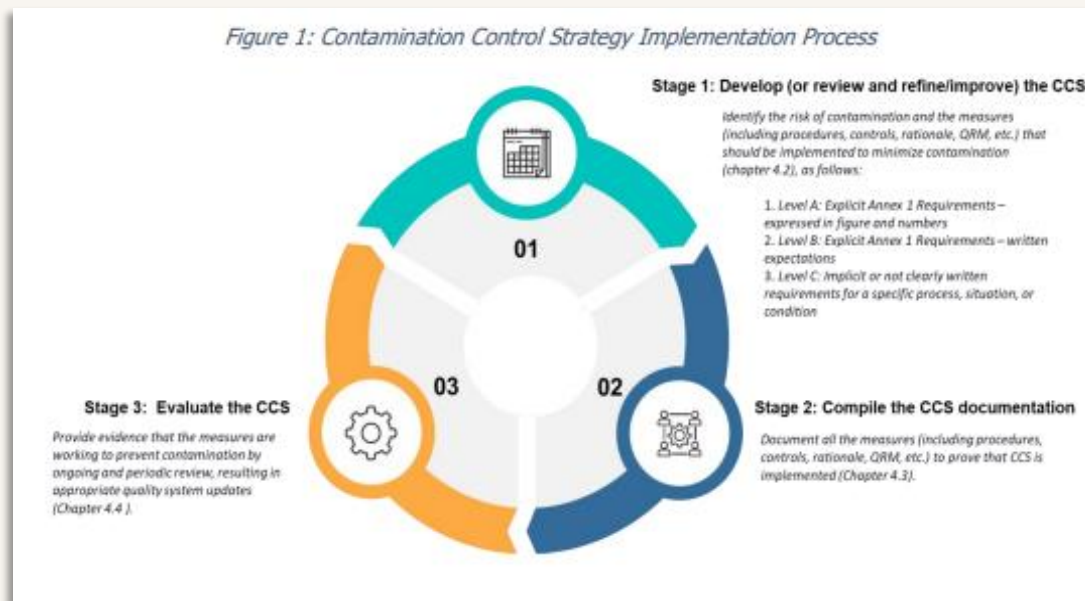 Figure 1: Contamination Control Strategy Implementation Process
Stage 1: Develop (or review and refine/improve) the CCS
Identify the risk of contamination and the measures
(including procedures, controls, rationale, QRM, etc.) that
should be implemented to minimize contamination
(chapter 4.2), as follows:
1. Level A: Explicit Annex 1 Requirements –
expressed in figure and numbers
2. Level B: Explicit Annex 1 Requirements – written
expectations
3. Level C: Implicit or not clearly written
requirements for a specific process, situation, or
condition
01
03
02
Stage 3: Evaluate the CCS
Provide evidence that the measures are
working to prevent contamination by
ongoing and periodic review, resulting in
appropriate quality system updates
(Chapter 4.4 ).
Stage 2: Compile the CCS documentation
Document all the measures (including procedures,
controls, rationale, QRM, etc.) to prove that CCS is
implemented (Chapter 4.3).